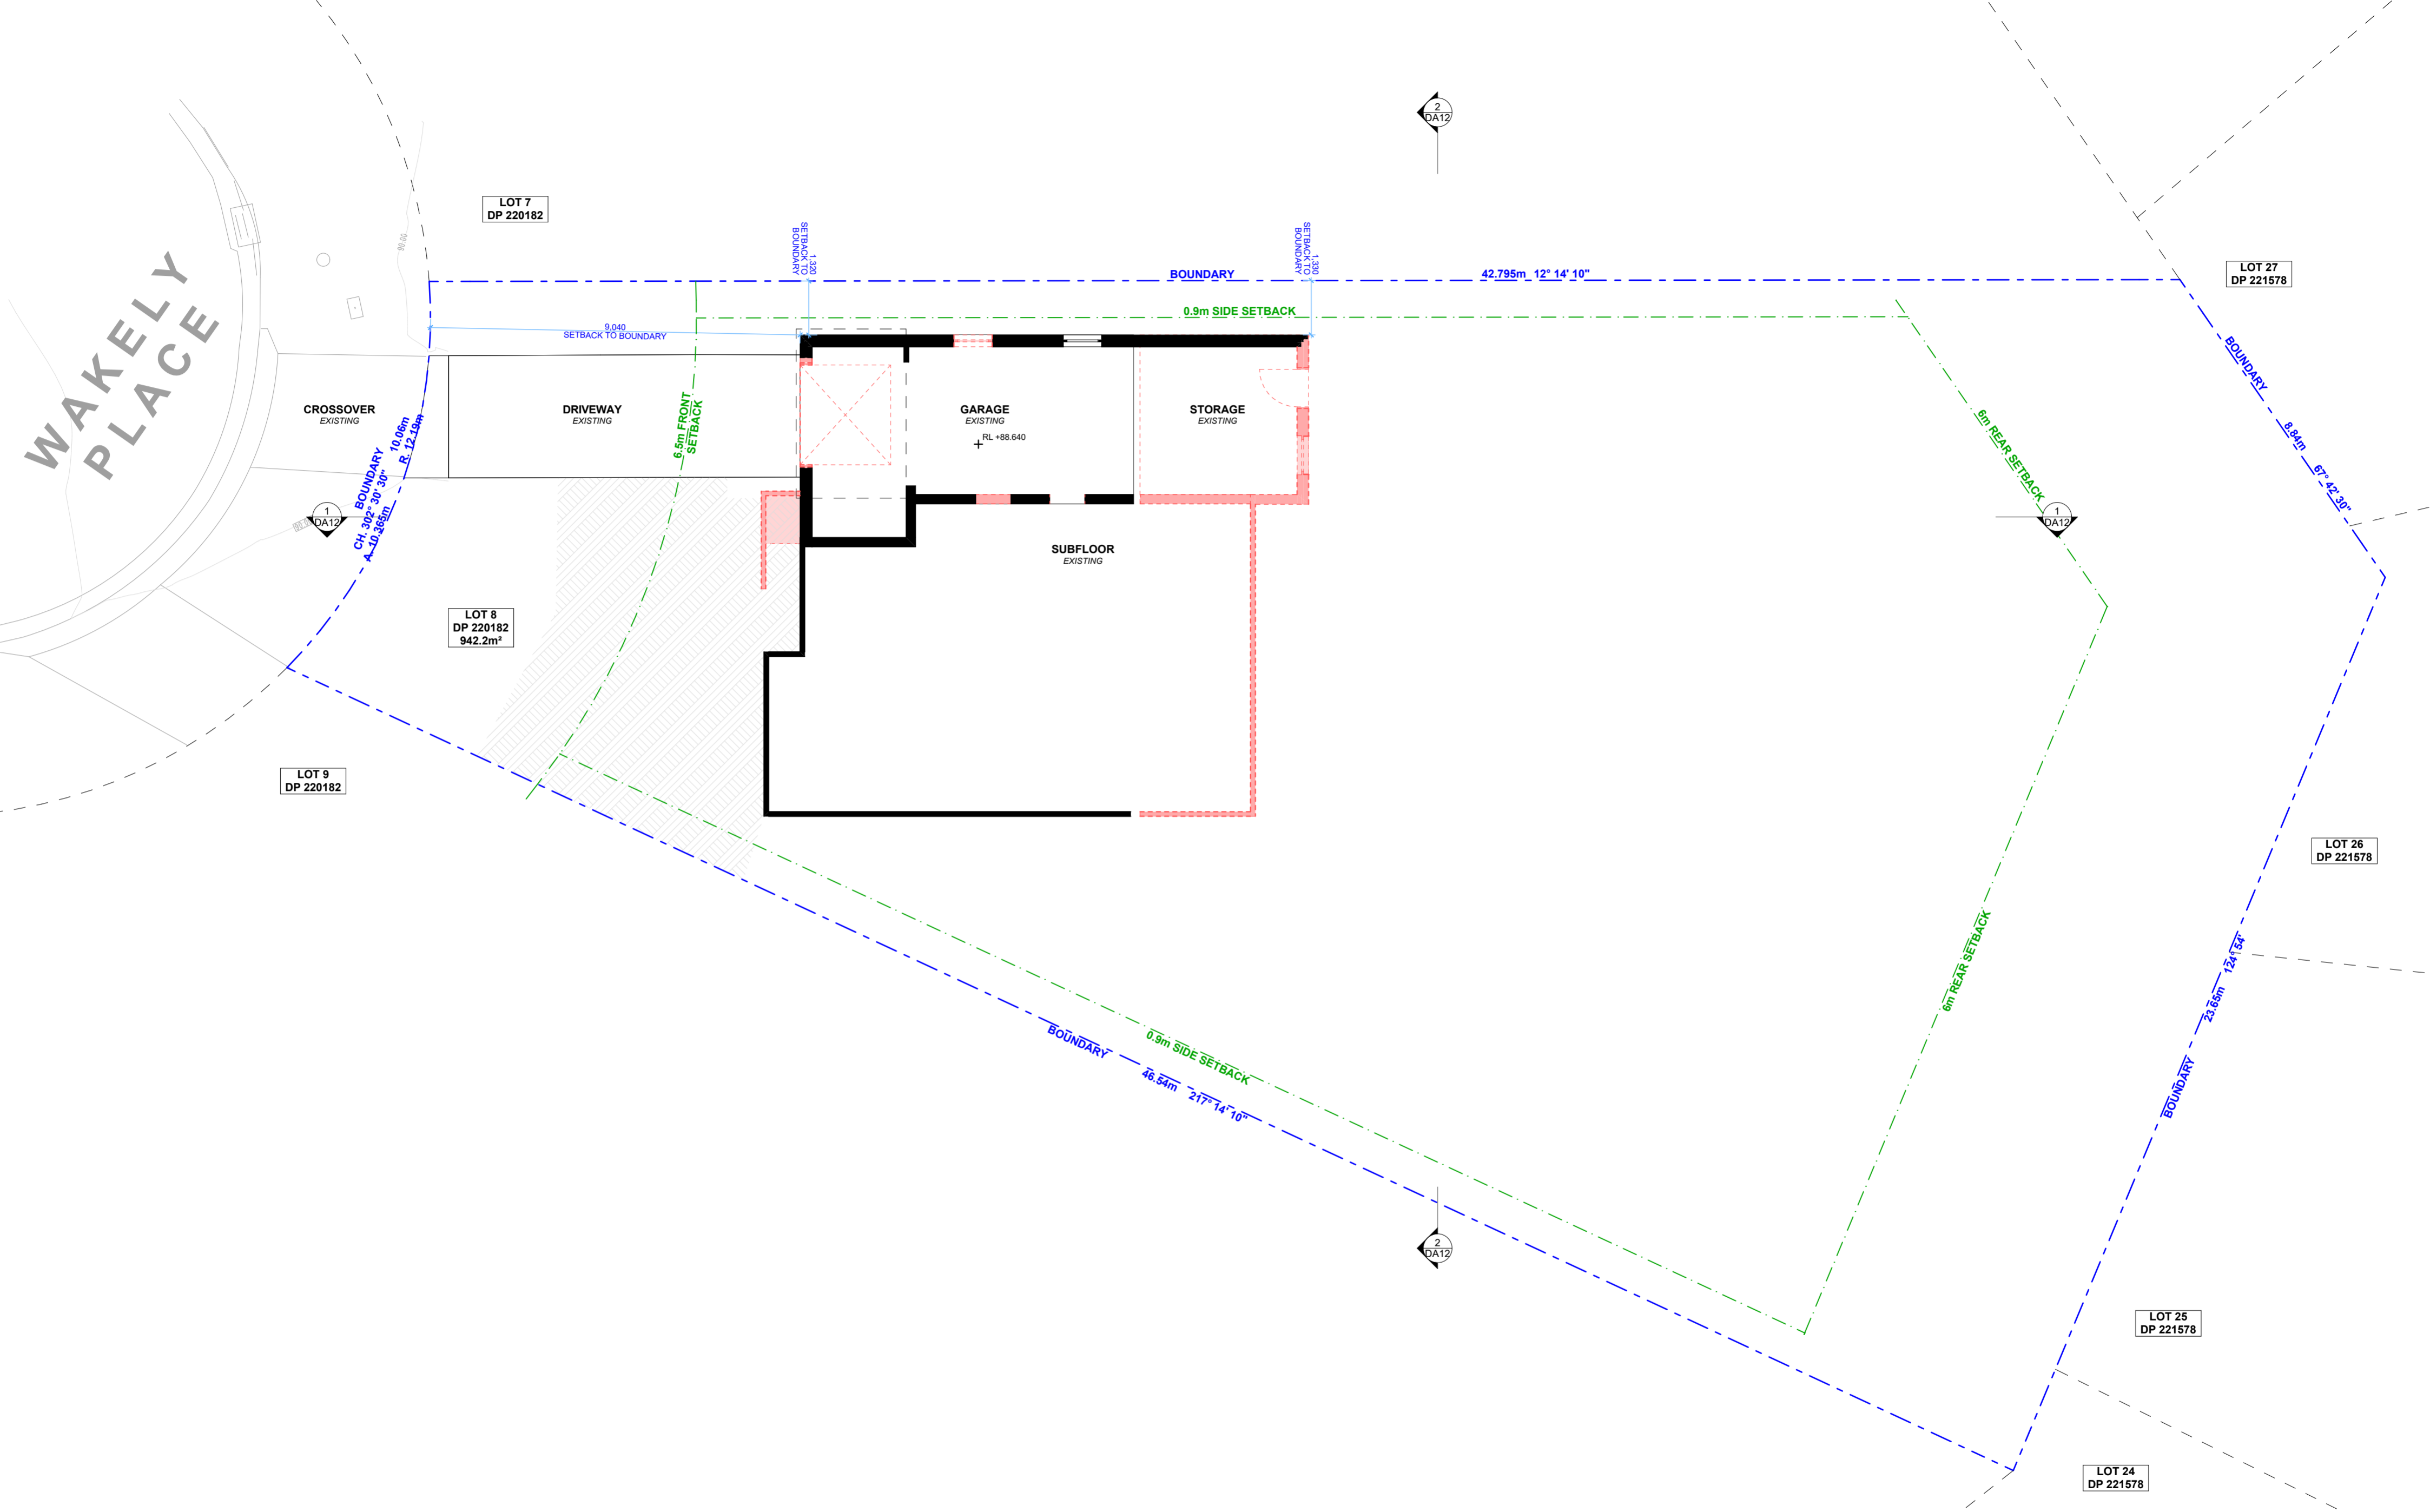 WAKELY
PLACE
2
DA12
LOT 7
DP 220182
90.00
SETBACK TO
BOUNDARY
1,320
SETBACK TO
BOUNDARY
1,330
BOUNDARY
42.795m 12° 14' 10"
LOT 27
DP 221578
0.9m SIDE SETBACK
9,040
SETBACK TO BOUNDARY
BOUNDARY
8.84m 67° 42' 30"
CROSSOVER
EXISTING
DRIVEWAY
EXISTING
6.5m FRONT
SETBACK
GARAGE
EXISTING
RL +88.640
STORAGE
EXISTING
6m REAR SETBACK
BOUNDARY 10.06m
CH. 302° 30' 30" R. 12.19m
A. 10.365m
1
DA12
1
DA12
SUBFLOOR
EXISTING
LOT 8
DP 220182
942.2m²
LOT 9
DP 220182
LOT 26
DP 221578
6m REAR SETBACK
23.65m 124° 54'
BOUNDARY
0.9m SIDE SETBACK
BOUNDARY
46.54m 217° 14' 10"
2
DA12
LOT 25
DP 221578
LOT 24
DP 221578